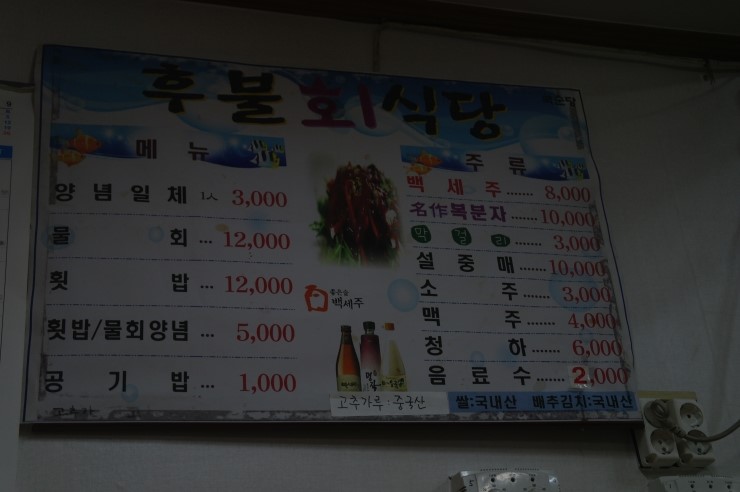 후불회식당
메뉴
양념일체 1人 3,000
물회 ... 12,000
횟밥 ... 12,000
횟밥/물회양념 ... 5,000
공기밥 ... 1,000
좋은술
백세주
주류
백세주 ....... 8,000
名作복분자 ....... 10,000
막걸리 ....... 3,000
설중매 ....... 10,000
소주 ....... 3,000
맥주 ....... 4,000
청하 ....... 6,000
음료수 ....... 2,000
고추가루 : 중국산
쌀:국내산 배추김치:국내산